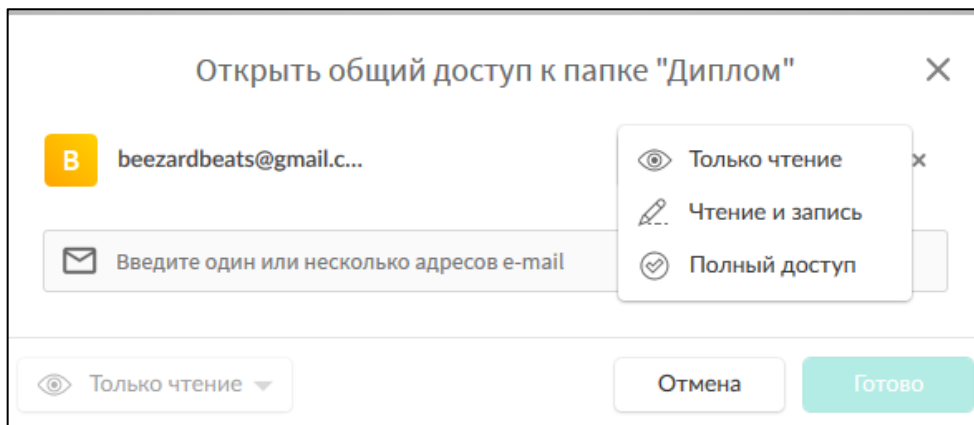 Открыть общий доступ к папке "Диплом"
B beezardbeats@gmail.c...
Только чтение
Чтение и запись
Полный доступ
Введите один или несколько адресов e-mail
Только чтение
Отмена
Готово